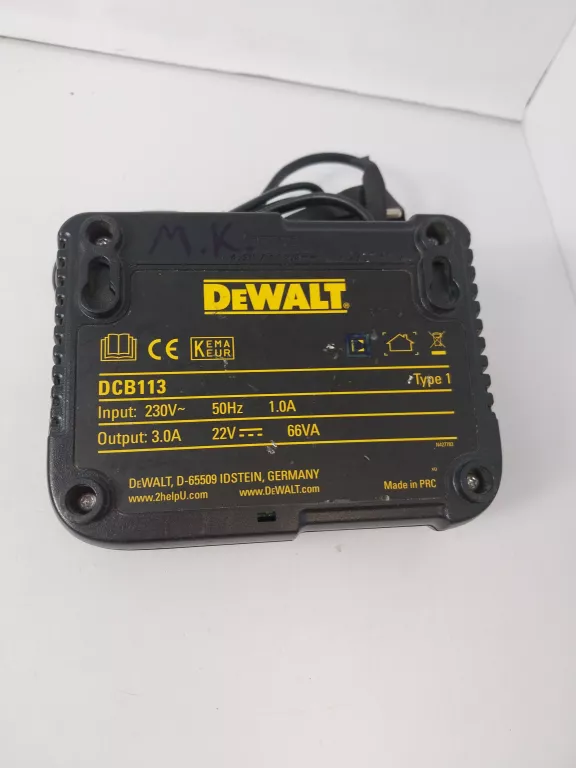 M.K.
DEWALT®
CE KEMA KEUR
DCB113 Type 1
Input: 230V~ 50Hz 1.0A
Output: 3.0A 22V⎓ 66VA
N427783
DEWALT, D-65509 IDSTEIN, GERMANY
www.2helpU.com www.DEWALT.com Made in PRC